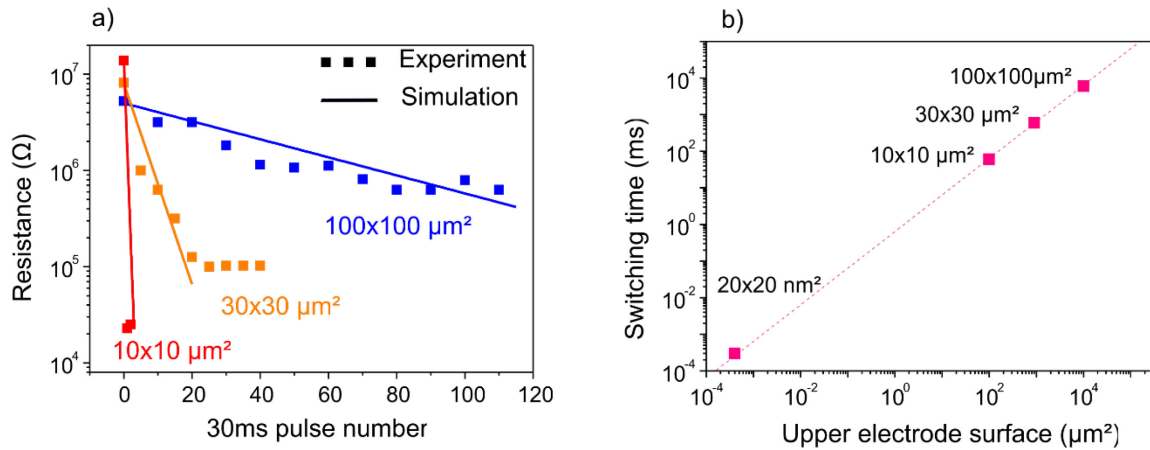 a)
Resistance (Ω)
10⁷
10⁶
10⁵
10⁴
Experiment
Simulation
100x100 µm²
30x30 µm²
10x10 µm²
0 20 40 60 80 100 120
30ms pulse number
b)
Switching time (ms)
10⁴
10²
10⁰
10⁻²
10⁻⁴
100x100µm²
30x30 µm²
10x10 µm²
20x20 nm²
10⁻⁴ 10⁻² 10⁰ 10² 10⁴
Upper electrode surface (µm²)